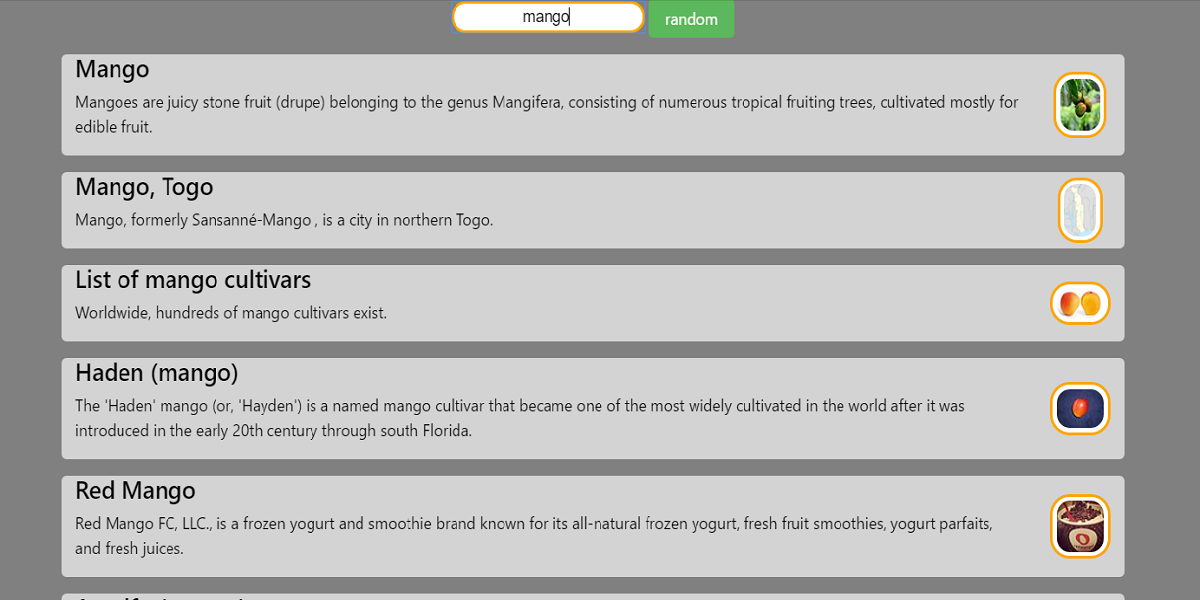 mango
random
Mango
Mangoes are juicy stone fruit (drupe) belonging to the genus Mangifera, consisting of numerous tropical fruiting trees, cultivated mostly for
edible fruit.
Mango, Togo
Mango, formerly Sansanné-Mango , is a city in northern Togo.
List of mango cultivars
Worldwide, hundreds of mango cultivars exist.
Haden (mango)
The 'Haden' mango (or, 'Hayden') is a named mango cultivar that became one of the most widely cultivated in the world after it was
introduced in the early 20th century through south Florida.
Red Mango
Red Mango FC, LLC., is a frozen yogurt and smoothie brand known for its all-natural frozen yogurt, fresh fruit smoothies, yogurt parfaits,
and fresh juices.